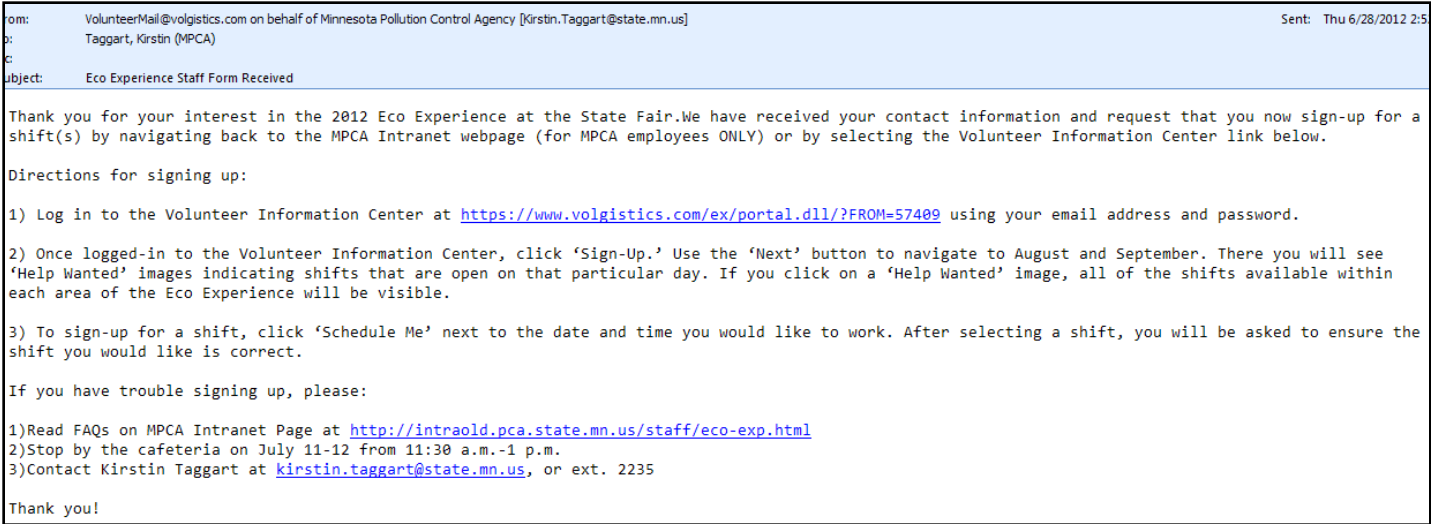 rom: VolunteerMail@volgistics.com on behalf of Minnesota Pollution Control Agency [Kirstin.Taggart@state.mn.us] Sent: Thu 6/28/2012 2:5
o: Taggart, Kirstin (MPCA)
c:
ubject: Eco Experience Staff Form Received
Thank you for your interest in the 2012 Eco Experience at the State Fair.We have received your contact information and request that you now sign-up for a
shift(s) by navigating back to the MPCA Intranet webpage (for MPCA employees ONLY) or by selecting the Volunteer Information Center link below.
Directions for signing up:
1) Log in to the Volunteer Information Center at https://www.volgistics.com/ex/portal.dll/?FROM=57409 using your email address and password.
2) Once logged-in to the Volunteer Information Center, click ‘Sign-Up.’ Use the ‘Next’ button to navigate to August and September. There you will see
‘Help Wanted’ images indicating shifts that are open on that particular day. If you click on a ‘Help Wanted’ image, all of the shifts available within
each area of the Eco Experience will be visible.
3) To sign-up for a shift, click ‘Schedule Me’ next to the date and time you would like to work. After selecting a shift, you will be asked to ensure the
shift you would like is correct.
If you have trouble signing up, please:
1)Read FAQs on MPCA Intranet Page at http://intraold.pca.state.mn.us/staff/eco-exp.html
2)Stop by the cafeteria on July 11-12 from 11:30 a.m.-1 p.m.
3)Contact Kirstin Taggart at kirstin.taggart@state.mn.us, or ext. 2235
Thank you!